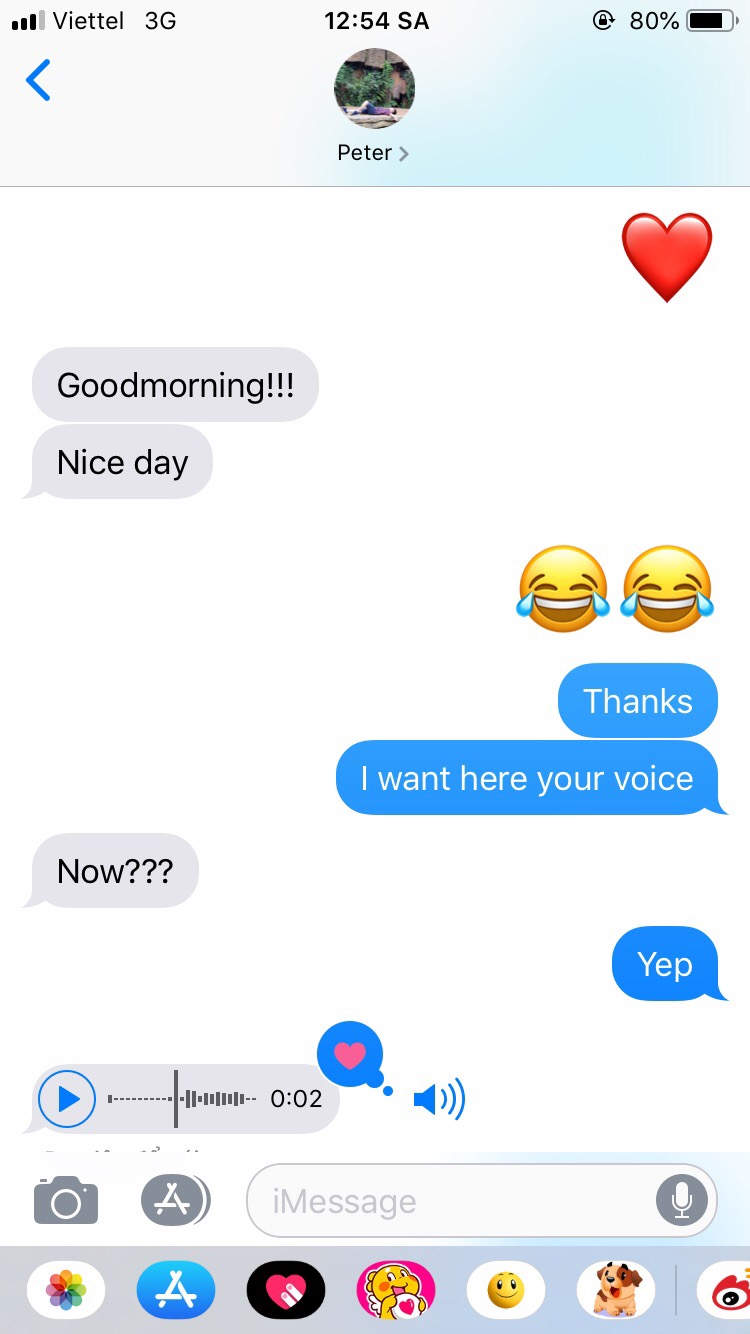 Viettel 3G 12:54 SA 80%
Peter
Goodmorning!!!
Nice day
Thanks
I want here your voice
Now???
Yep
0:02
iMessage